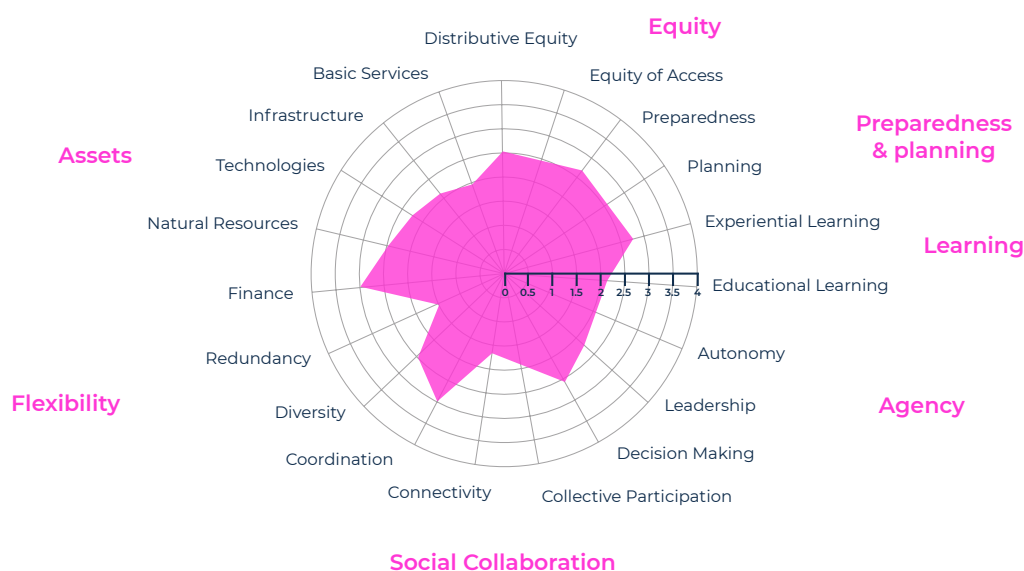 Equity
Distributive Equity
Basic Services
Equity of Access
Infrastructure
Preparedness
Preparedness
& planning
Assets
Technologies
Planning
Natural Resources
Experiential Learning
Learning
Finance
0 0.5 1 1.5 2 2.5 3 3.5 4
Educational Learning
Redundancy
Autonomy
Flexibility
Diversity
Leadership
Agency
Coordination
Decision Making
Connectivity
Collective Participation
Social Collaboration